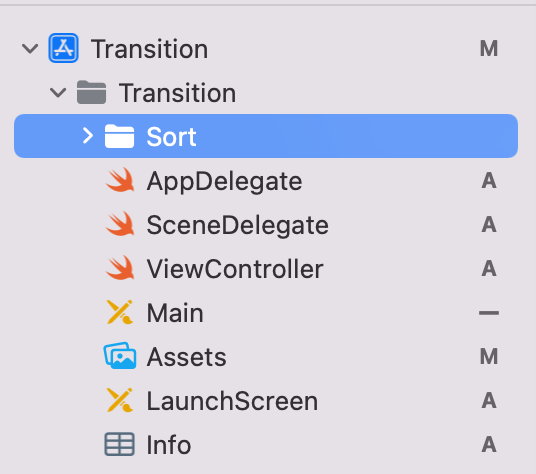 Transition M
Transition
Sort
AppDelegate A
SceneDelegate A
ViewController A
Main —
Assets M
LaunchScreen A
Info A